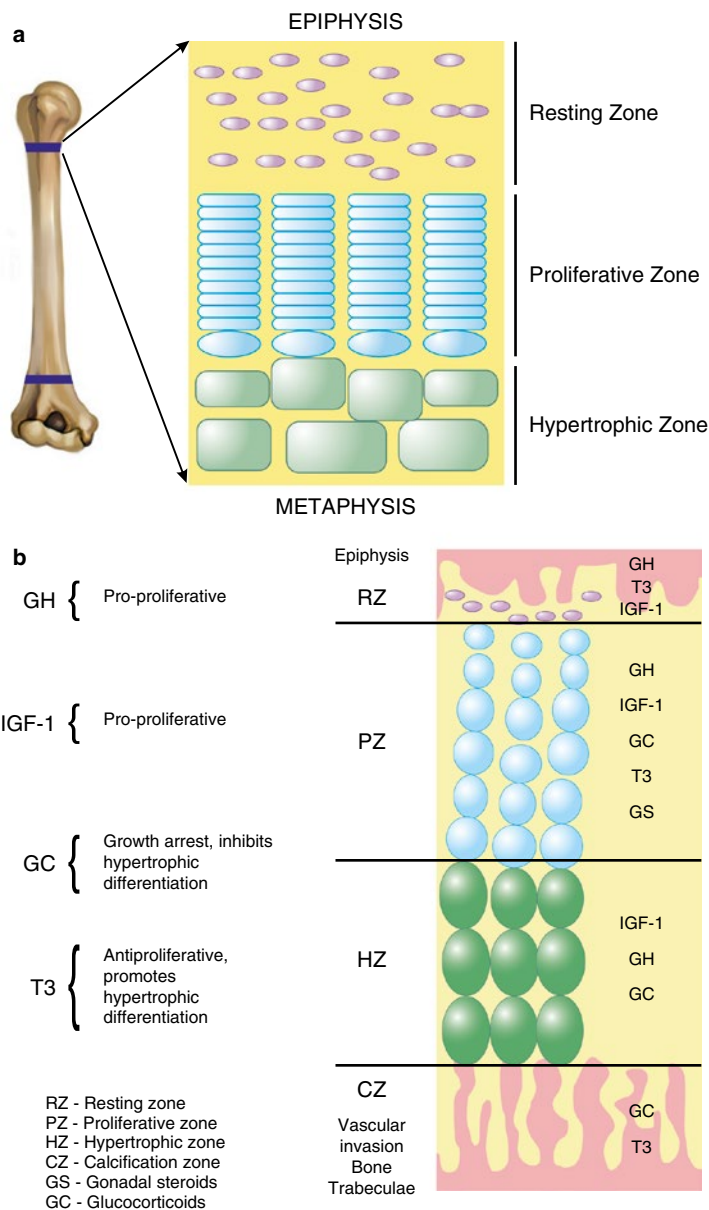 a
EPIPHYSIS
Resting Zone
Proliferative Zone
Hypertrophic Zone
METAPHYSIS
b
GH { Pro-proliferative
IGF-1 { Pro-proliferative
GC { Growth arrest, inhibits
hypertrophic
differentiation
T3 { Antiproliferative,
promotes
hypertrophic
differentiation
RZ - Resting zone
PZ - Proliferative zone
HZ - Hypertrophic zone
CZ - Calcification zone
GS - Gonadal steroids
GC - Glucocorticoids
Epiphysis
RZ
GH
T3
IGF-1
PZ
GH
IGF-1
GC
T3
GS
HZ
IGF-1
GH
GC
CZ
Vascular
invasion
Bone
Trabeculae
GC
T3